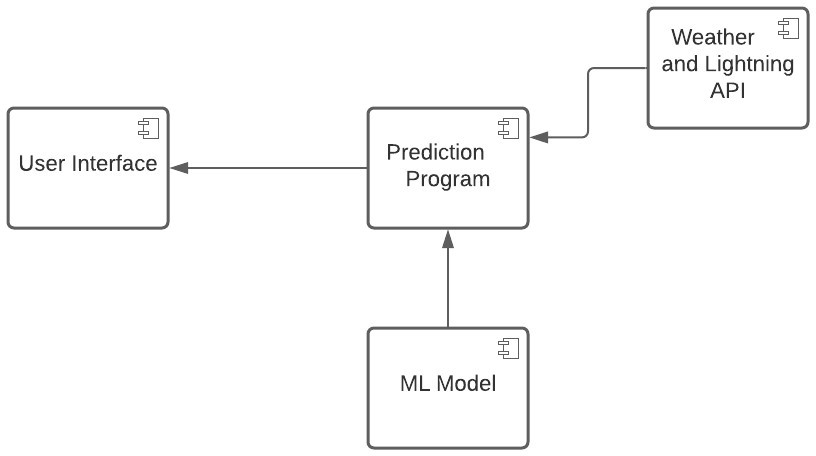 Weather
and Lightning
API
User Interface
Prediction
Program
ML Model